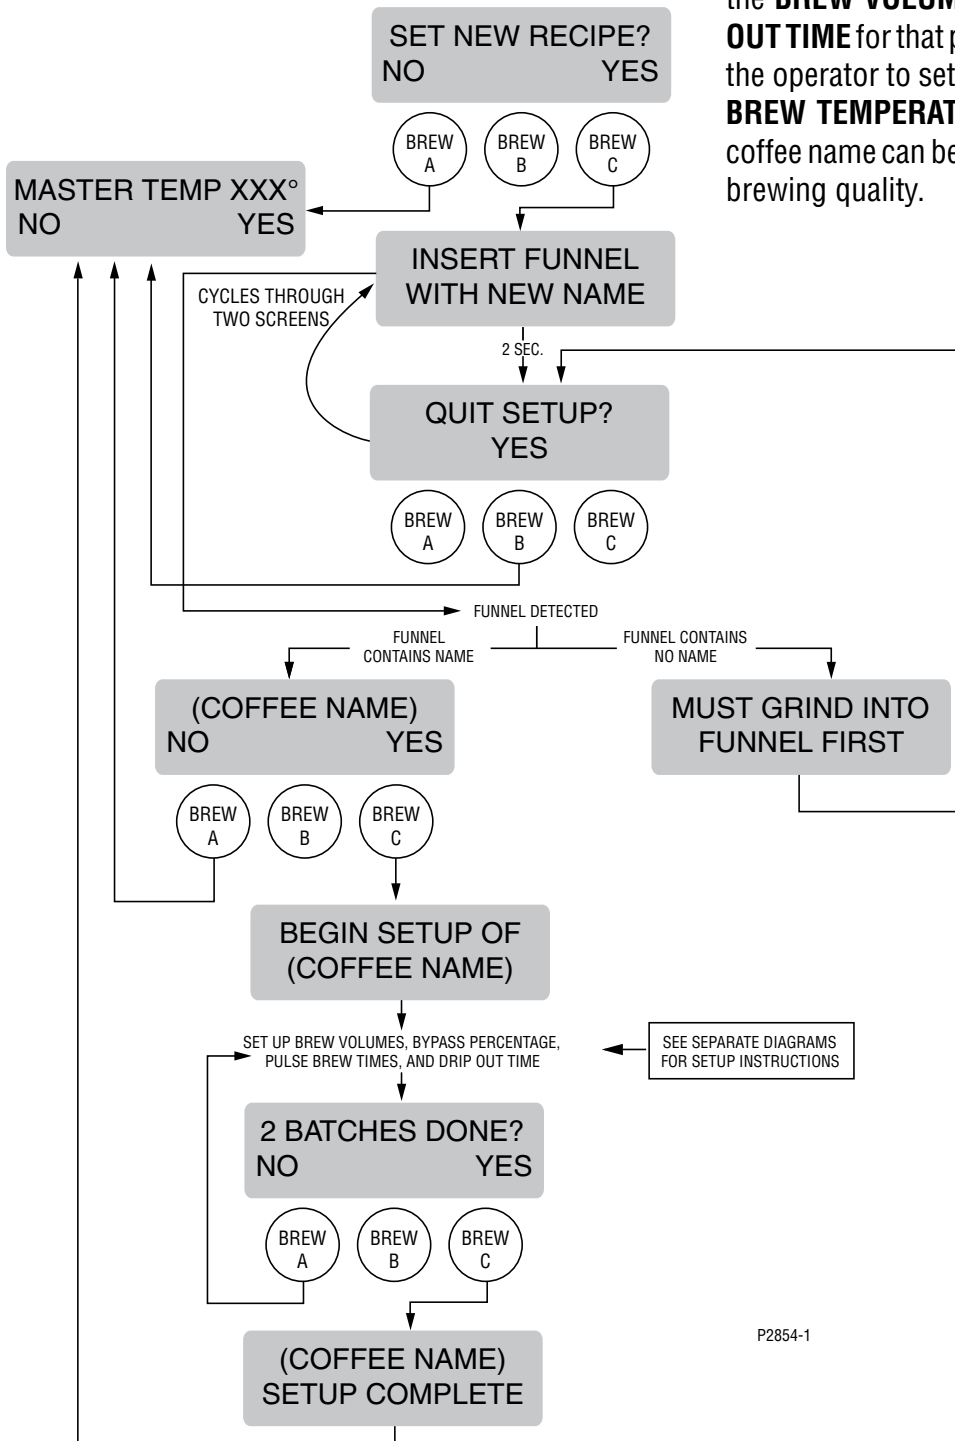 the BREW VOLUM
OUT TIME for that p
the operator to set
BREW TEMPERAT
coffee name can be
brewing quality.
SET NEW RECIPE?
NO YES
BREW A
BREW B
BREW C
MASTER TEMP XXX°
NO YES
INSERT FUNNEL
WITH NEW NAME
CYCLES THROUGH
TWO SCREENS
2 SEC.
QUIT SETUP?
YES
BREW A
BREW B
BREW C
FUNNEL DETECTED
FUNNEL
CONTAINS NAME
FUNNEL CONTAINS
NO NAME
(COFFEE NAME)
NO YES
MUST GRIND INTO
FUNNEL FIRST
BREW A
BREW B
BREW C
BEGIN SETUP OF
(COFFEE NAME)
SET UP BREW VOLUMES, BYPASS PERCENTAGE,
PULSE BREW TIMES, AND DRIP OUT TIME
SEE SEPARATE DIAGRAMS
FOR SETUP INSTRUCTIONS
2 BATCHES DONE?
NO YES
BREW A
BREW B
BREW C
(COFFEE NAME)
SETUP COMPLETE
P2854-1